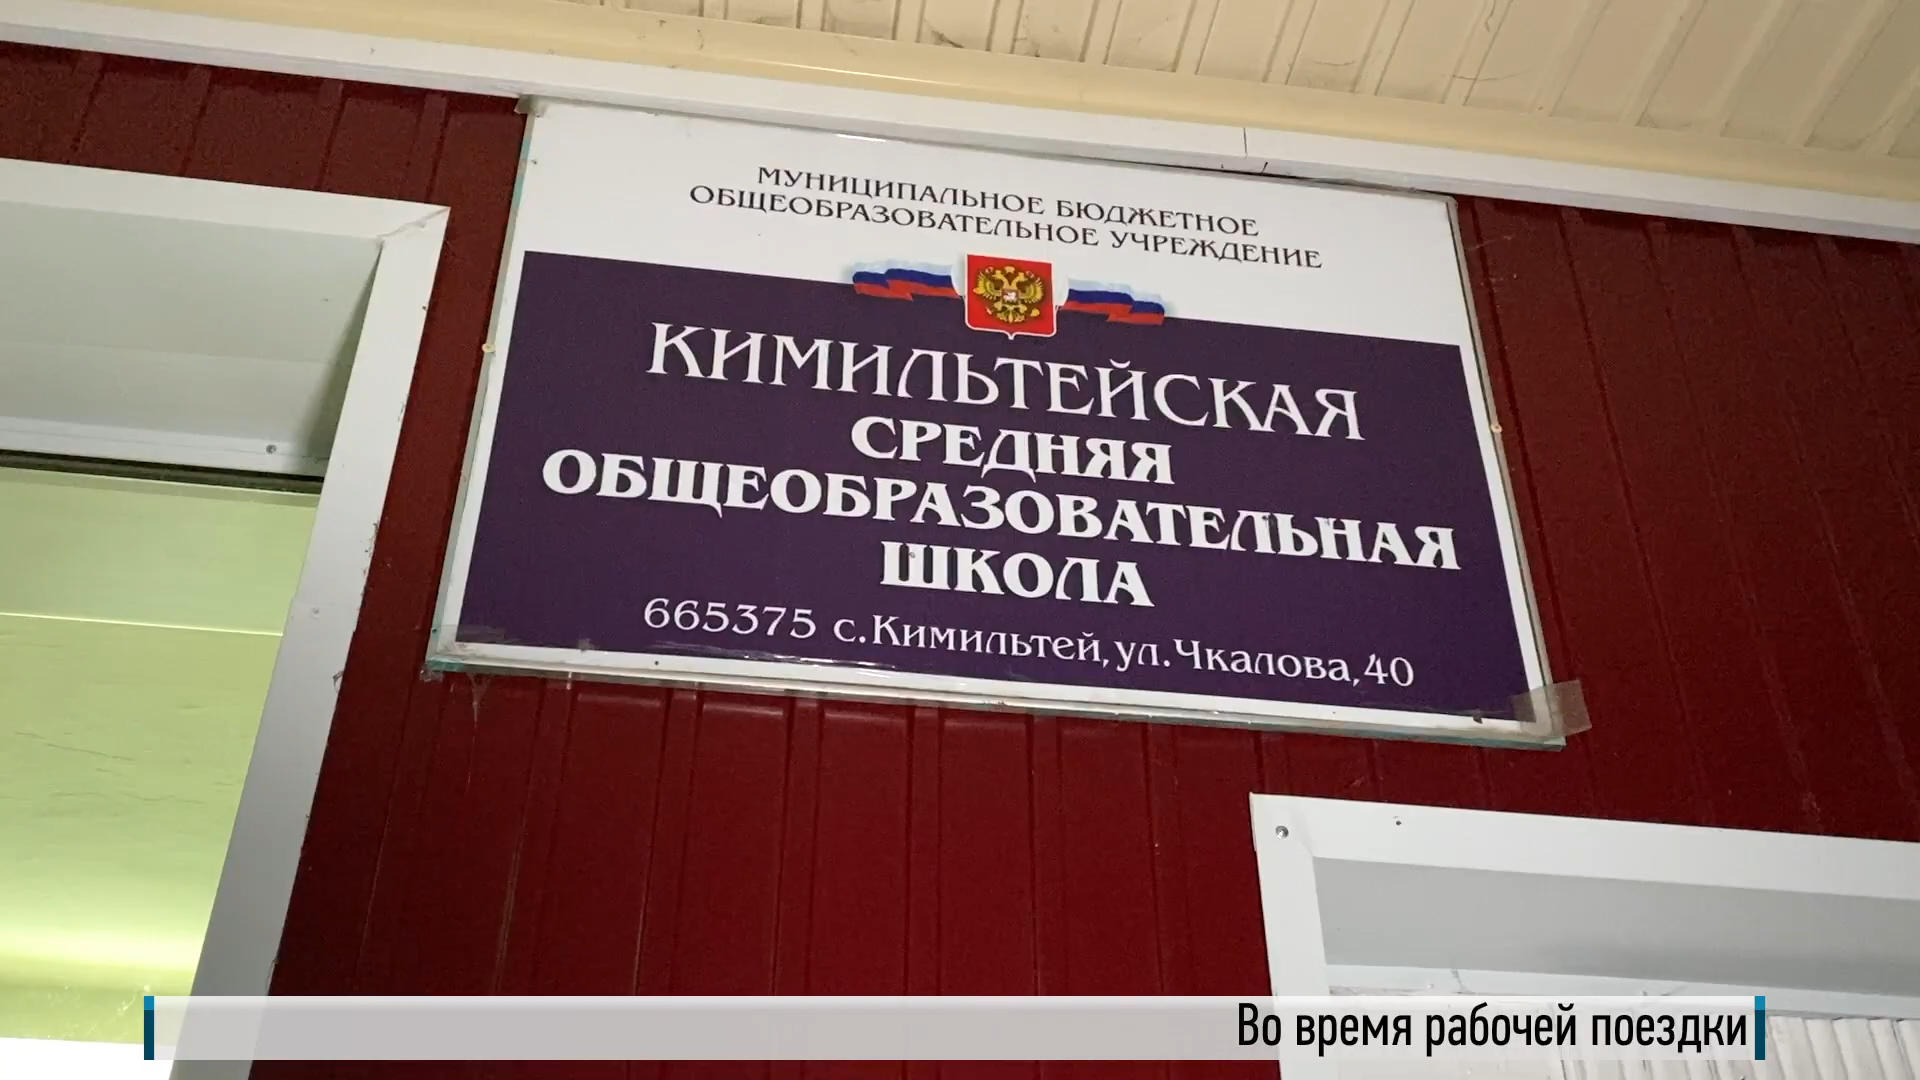 МУНИЦИПАЛЬНОЕ БЮДЖЕТНОЕ
ОБЩЕОБРАЗОВАТЕЛЬНОЕ УЧРЕЖДЕНИЕ
КИМИЛЬТЕЙСКАЯ
СРЕДНЯЯ
ОБЩЕОБРАЗОВАТЕЛЬНАЯ
ШКОЛА
665375 с.Кимильтей,ул.Чкалова,40
Во время рабочей поездки